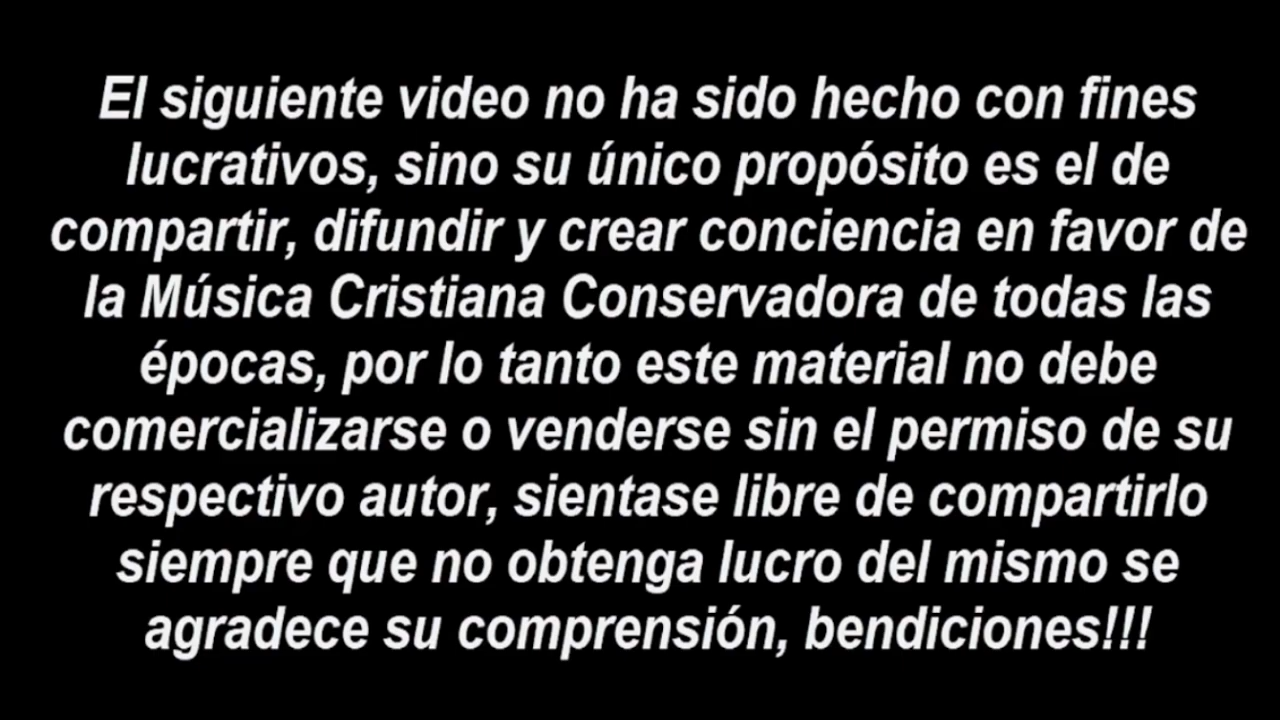 El siguiente video no ha sido hecho con fines
lucrativos, sino su único propósito es el de
compartir, difundir y crear conciencia en favor de
la Música Cristiana Conservadora de todas las
épocas, por lo tanto este material no debe
comercializarse o venderse sin el permiso de su
respectivo autor, sientase libre de compartirlo
siempre que no obtenga lucro del mismo se
agradece su comprensión, bendiciones!!!